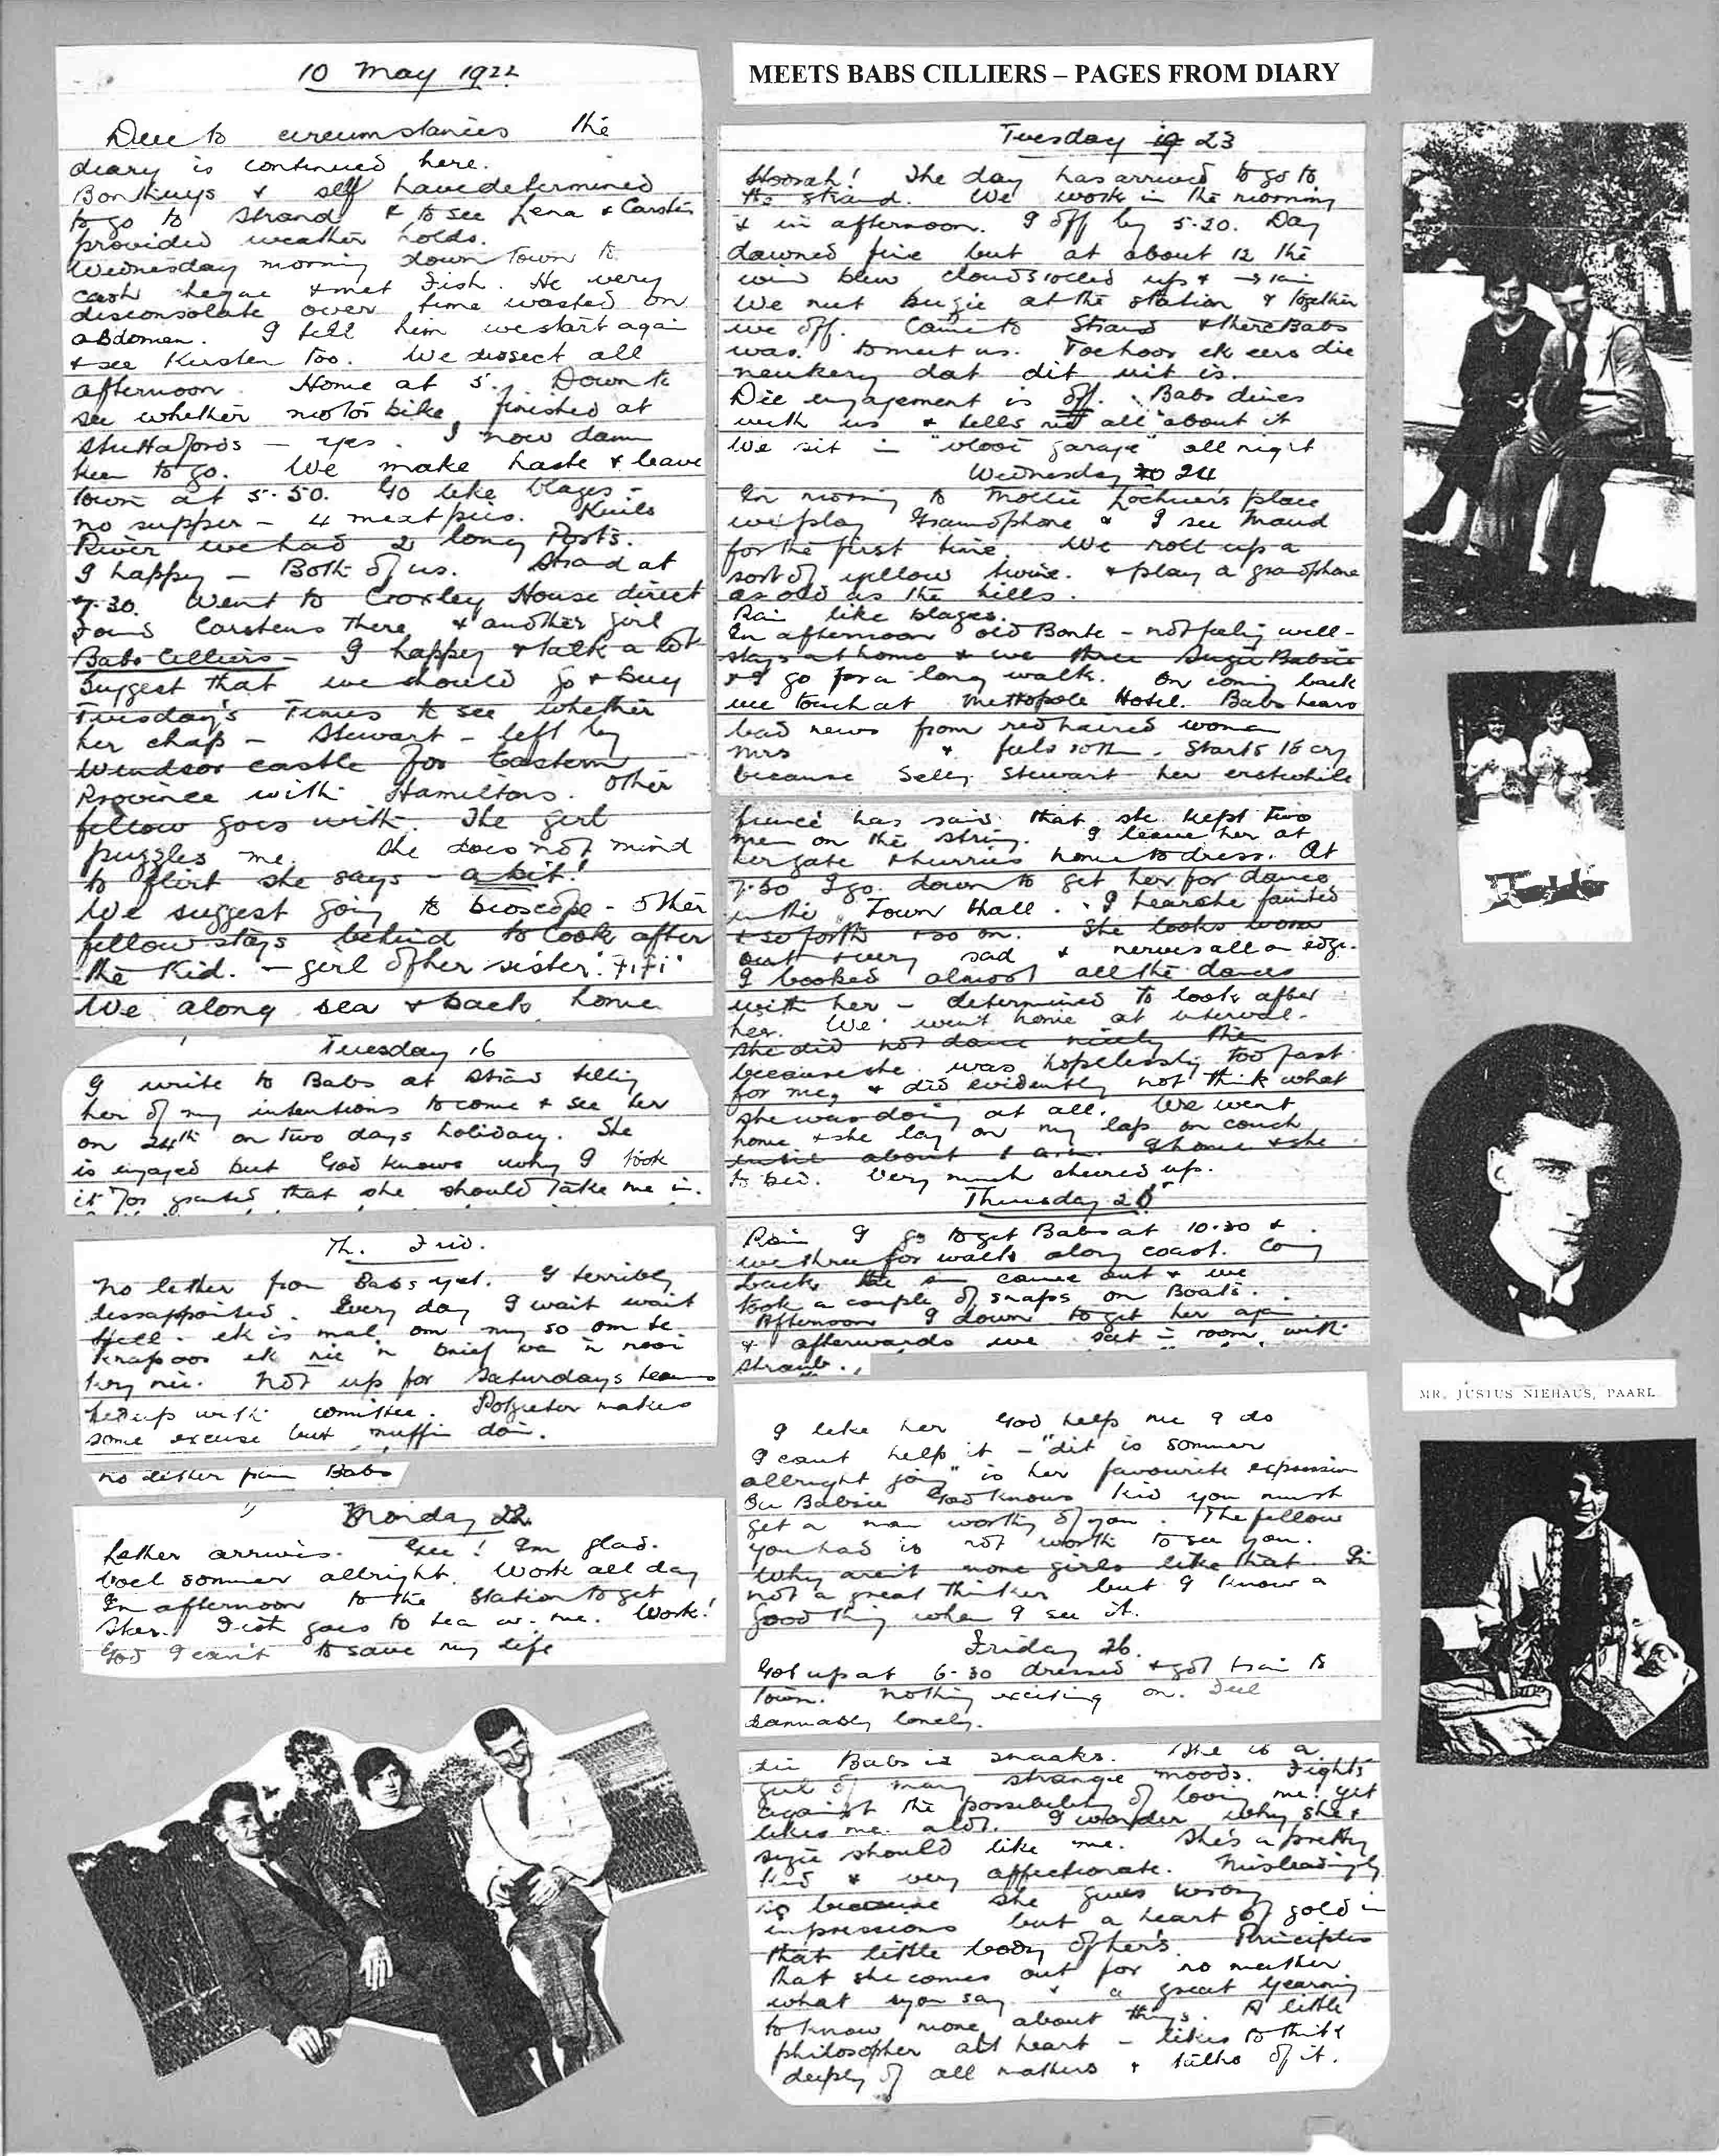 10 May 1922
Due to circumstances the
diary is continued here.
Bonthuys & self have determined
to go to Strand & to see Lena & Carsten
provided weather holds.
Wednesday morning down town to
cash cheque & met Fish. He very
disconsolate over time wasted on
abdomen. I tell him we start again
& see Kirsten too. We dissect all
afternoon. Home at 5. Down to
see whether motor bike finished at
Stuttafords – yes. I now damn
keen to go. We make haste & leave
town at 5.50. Go like blazes –
no supper – 4 meat pies. Kuils
River we had 2 long Ports.
I happy – Both of us. Strand at
7.30. Went to Croxley House direct
Found Carstens there & another girl
Babs Cilliers – I happy & talk a lot
Suggest that we should go & buy
Tuesday's Times to see whether
her chap – Stewart – left by
Windsor castle for Eastern
Province with Hamiltons. Other
fellow goes with. The girl
puzzles me. She does not mind
to flirt she says – a bit!
We suggest going to bioscope – other
fellow stays behind to look after
the Kid. – girl of her sister: Fifi
We along sea & back home
Tuesday 16
I write to Babs at Strand telling
her of my intentions to come & see her
on 24th on two days holiday. She
is engaged but God knows why I took
it for granted that she should take me in.
Th. Frid.
No letter from Babs yet. I terribly
dissappointed. Every day I wait wait
Hell – ek is mal om my so om te
knap oor ek nie 'n brief van 'n nooi
kry nie. Not up for Saturdays team
with comittee. Potgieter makes
some excuse but muffin doin.
no letter from Babs
Monday 22
Letter arrives. Gee! I'm glad.
Voel sommer allright. Work all day
In afternoon to the Station to get
Fish goes to tea w. me. Work!
God I can't to save my life
MEETS BABS CILLIERS – PAGES FROM DIARY
Tuesday 19 23
Hoorah! The day has arrived to go to
the Strand. We work in the morning
& in afternoon. I off by 5.20. Day
dawned fine but at about 12 the
wind blew clouds rolled up & → rain
We met at the station & together
we off. Came to Strand & there Babs
was to meet us. Toe hoor ek eers die
neukery dat dit uit is.
Die engagement is off. Babs dines
with us & tells not all about it
We sit in "vlooi garage" all night
Wednesday 20 24
In morning to Mollie Lochner's place
we play Gramophone & I see Maud
for the first time. We roll up a
sort of yellow twine. & play a gramophone
as old as the hills.
Rain like blazes.
In afternoon old Bonte – not feeling well –
stays at home & we three Suzie Babsie
& I go for a long walk. On coming back
we touch at Metropole Hotel. Babs hears
bad news from red haired woman
Mrs & feels rotten. Starts to cry
because Selby Stewart her erstwhile
fiancé has said that she kept two
men on the string. I leave her at
her gate & hurries home to dress. At
7.30 I go down to get her for dance
in the Town Hall. I hear she fainted
& so forth & so on. She looks worn
out & very sad & nerves all on edge.
I booked almost all the dances
with her – determined to look after
her. We went home at interval.
She did not dance nicely then
because she was hopelessly too fast
for me, & did evidently not think what
she was doing at all. We went
home & she lay on my lap on couch
until about 1 a.m. I home & she
to bed. Very much cheered up.
Thursday 25
Rain I go to get Babs at 10.30 &
we three for walk along coast. Coming
back the sun came out & we
took a couple of snaps on Boats.
Afternoon I down to get her again
& afterwards we sat in room with
Straub.
I like her God helps me I do
I cant help it – "dit is sommer
allright join" is her favourite expression
Ou Babsie God knows kid you must
get a man worthy of you. The fellow
you had is not worth to see you.
Why aren't more girls like that. I'm
not a great thinker but I know a
good thing when I see it.
Friday 26.
Got up at 6.30 dressed & got train to
town. Nothing exciting on. Feel
damnably lonely.
Babs is snaaks. She is a
girl of many strange moods. Fights
against the possibility of loving me: yet
likes me a lot. I wonder why she &
Suzie should like me. She's a pretty
kid & very affectionate. Misleadingly
so because she gives wrong
impressions but a heart of gold in
that little body of her's. Principles
that she comes out for no matter
what you say & a great yearning
to know more about things. A little
philosopher att heart – likes to think
deeply of all matters & talks of it.
MR. JUSTUS NIEHAUS, PAARL